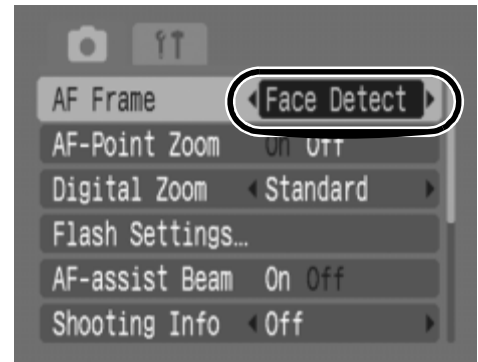 AF Frame Face Detect
AF-Point Zoom On Off
Digital Zoom Standard
Flash Settings...
AF-assist Beam On Off
Shooting Info Off